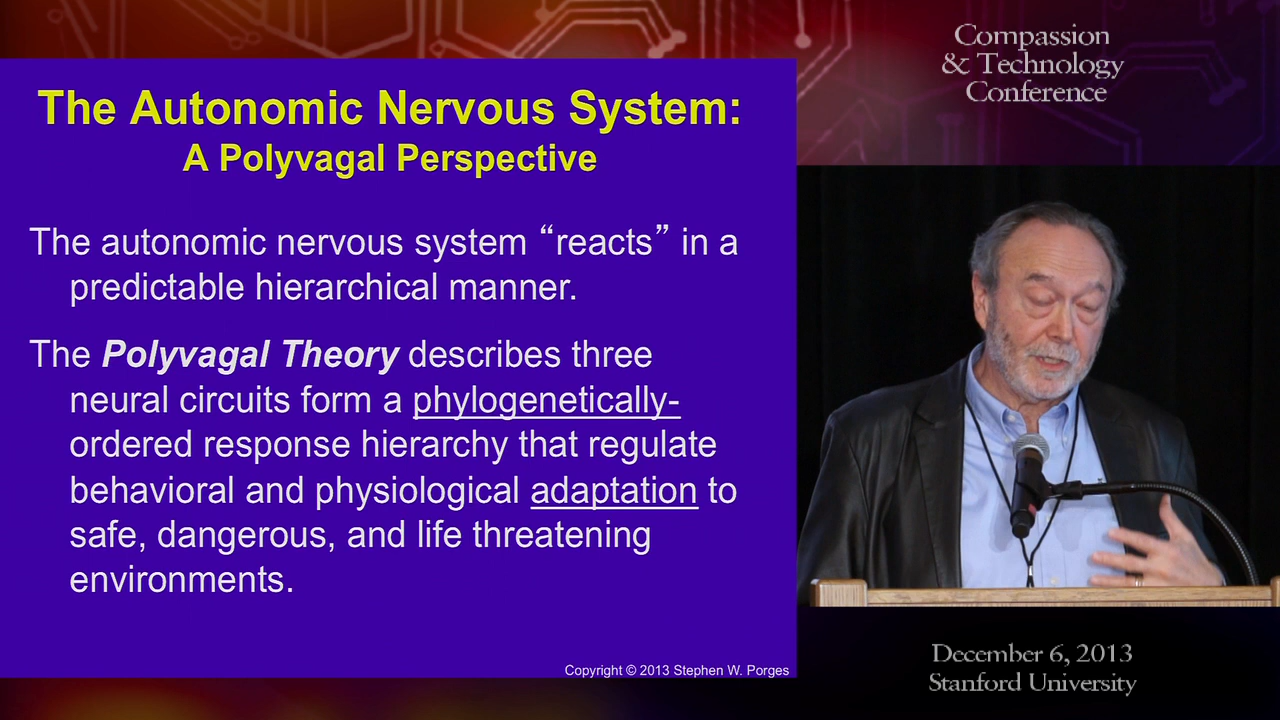 The Autonomic Nervous System:
A Polyvagal Perspective
The autonomic nervous system “reacts” in a
predictable hierarchical manner.
The Polyvagal Theory describes three
neural circuits form a phylogenetically-
ordered response hierarchy that regulate
behavioral and physiological adaptation to
safe, dangerous, and life threatening
environments.
Copyright © 2013 Stephen W. Porges
Compassion
& Technology
Conference
December 6, 2013
Stanford University